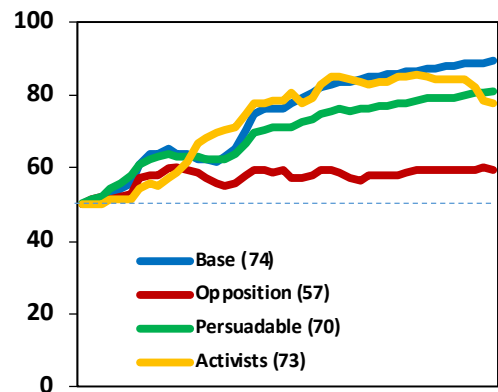 100
80
60
40
20
0
Base (74)
Opposition (57)
Persuadable (70)
Activists (73)